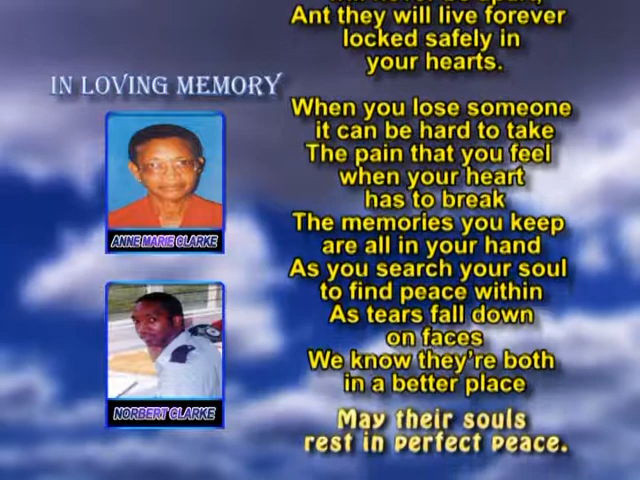 Ant they will live forever
locked safely in
your hearts.
IN LOVING MEMORY
ANNE MARIE CLARKE
NORBERT CLARKE
When you lose someone
it can be hard to take
The pain that you feel
when your heart
has to break
The memories you keep
are all in your hand
As you search your soul
to find peace within
As tears fall down
on faces
We know they're both
in a better place
May their souls
rest in perfect peace.